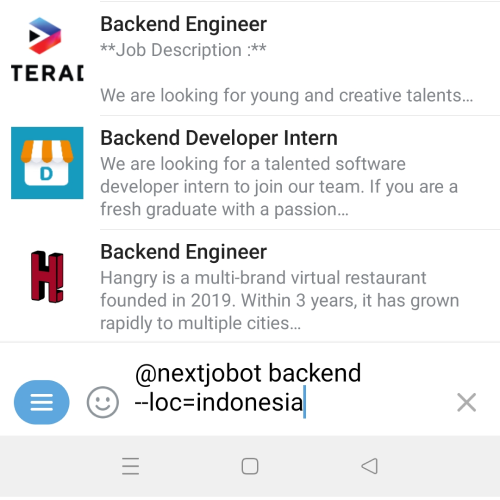 Backend Engineer
**Job Description :**
We are looking for young and creative talents...
TERAD
Backend Developer Intern
We are looking for a talented software
developer intern to join our team. If you are a
fresh graduate with a passion...
D
Backend Engineer
Hangry is a multi-brand virtual restaurant
founded in 2019. Within 3 years, it has grown
rapidly to multiple cities...
H!
@nextjobot backend
--loc=indonesia